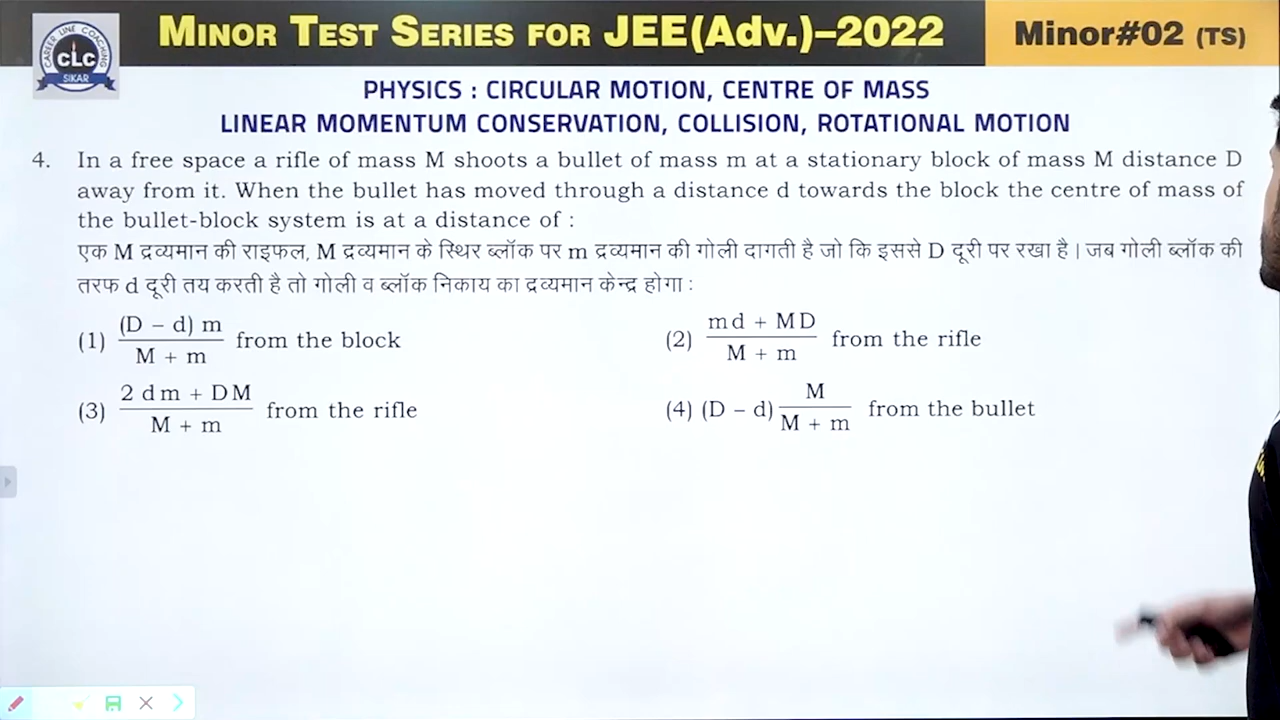 CAREER LINE COACHING
CLC
SIKAR
MINOR TEST SERIES FOR JEE(Adv.)–2022
Minor#02 (TS)
PHYSICS : CIRCULAR MOTION, CENTRE OF MASS
LINEAR MOMENTUM CONSERVATION, COLLISION, ROTATIONAL MOTION
4. In a free space a rifle of mass M shoots a bullet of mass m at a stationary block of mass M distance D
away from it. When the bullet has moved through a distance d towards the block the centre of mass of
the bullet-block system is at a distance of :
एक M द्रव्यमान की राइफल, M द्रव्यमान के स्थिर ब्लॉक पर m द्रव्यमान की गोली दागती है जो कि इससे D दूरी पर रखा है। जब गोली ब्लॉक की
तरफ d दूरी तय करती है तो गोली व ब्लॉक निकाय का द्रव्यमान केन्द्र होगा :
(1) (D – d) m / M + m from the block
(2) md + MD / M + m from the rifle
(3) 2 dm + DM / M + m from the rifle
(4) (D – d) M / M + m from the bullet